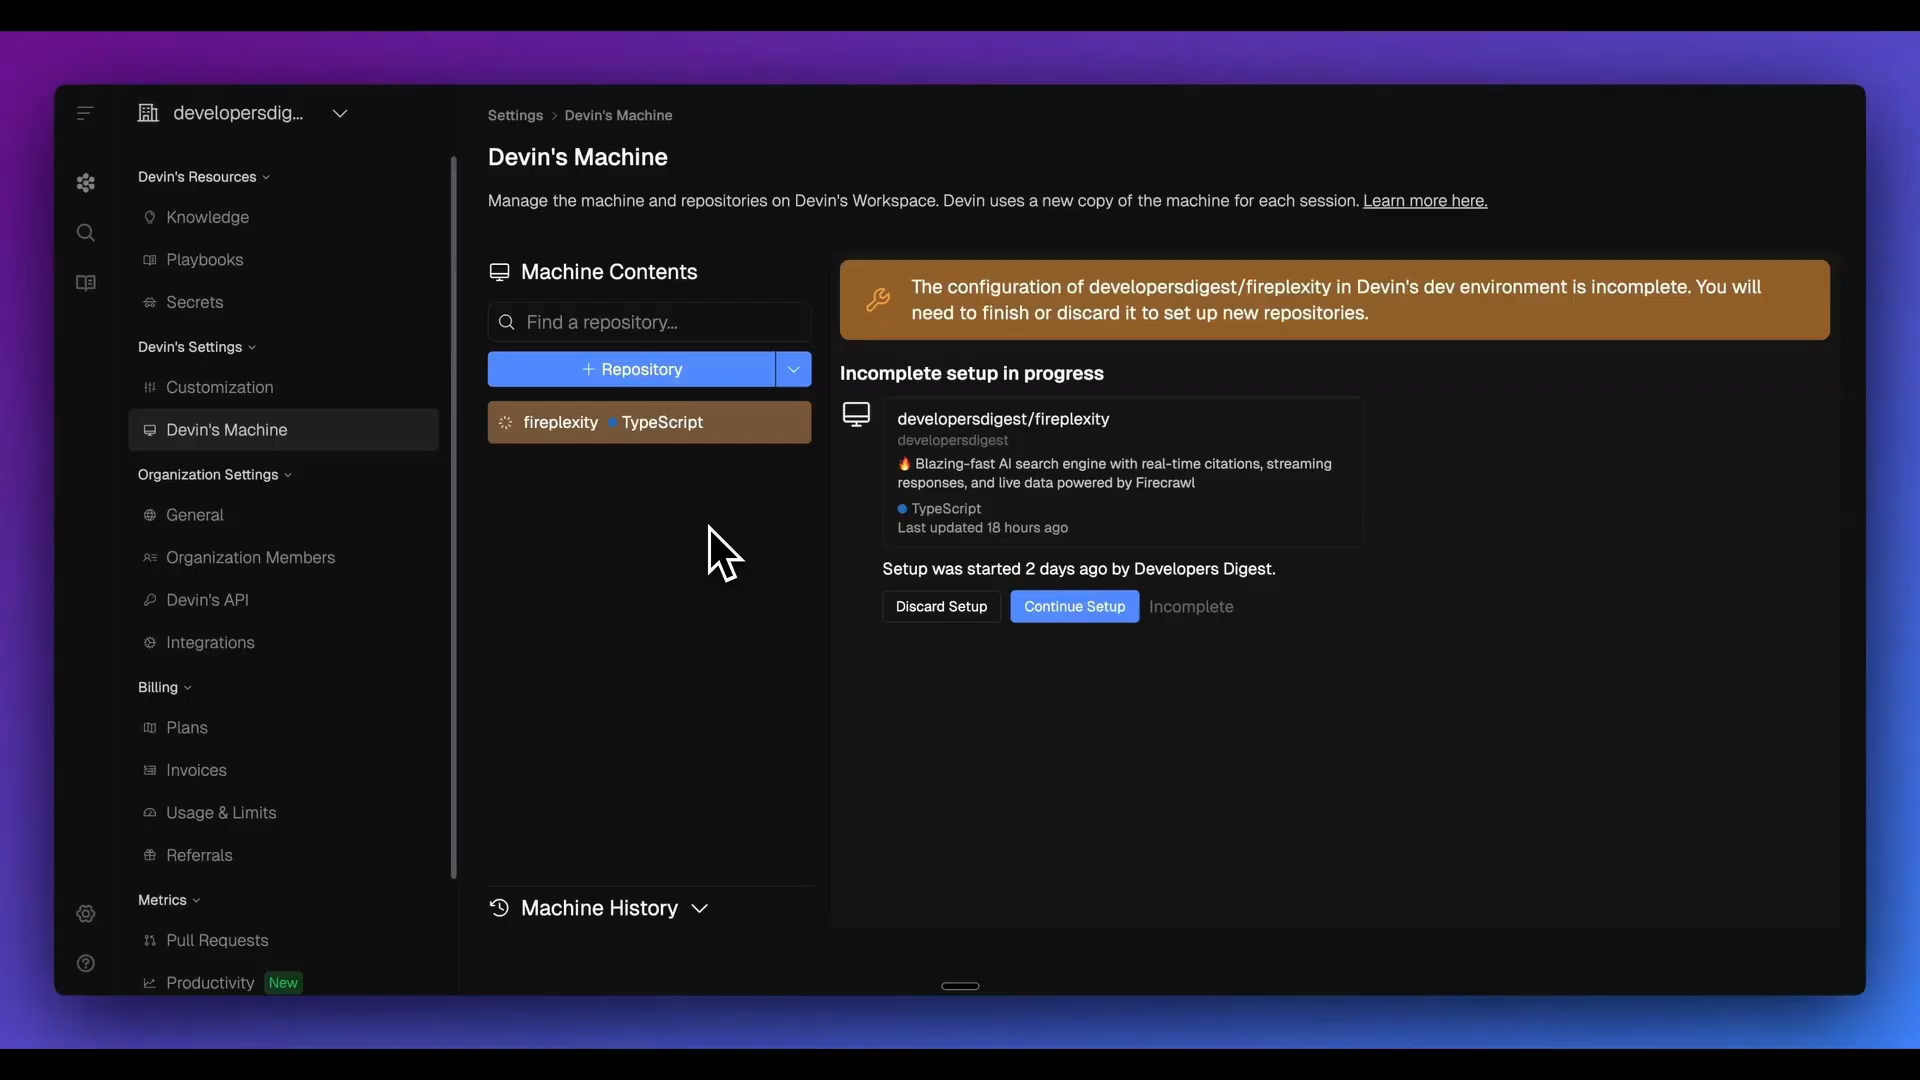 developersdig...
Devin's Resources
Knowledge
Playbooks
Secrets
Devin's Settings
Customization
Devin's Machine
Organization Settings
General
Organization Members
Devin's API
Integrations
Billing
Plans
Invoices
Usage & Limits
Referrals
Metrics
Pull Requests
Productivity New
Settings > Devin's Machine
Devin's Machine
Manage the machine and repositories on Devin's Workspace. Devin uses a new copy of the machine for each session. Learn more here.
Machine Contents
Find a repository...
+ Repository
fireplexity TypeScript
Machine History
The configuration of developersdigest/fireplexity in Devin's dev environment is incomplete. You will
need to finish or discard it to set up new repositories.
Incomplete setup in progress
developersdigest/fireplexity
developersdigest
🔥 Blazing-fast AI search engine with real-time citations, streaming
responses, and live data powered by Firecrawl
TypeScript
Last updated 18 hours ago
Setup was started 2 days ago by Developers Digest.
Discard Setup Continue Setup Incomplete